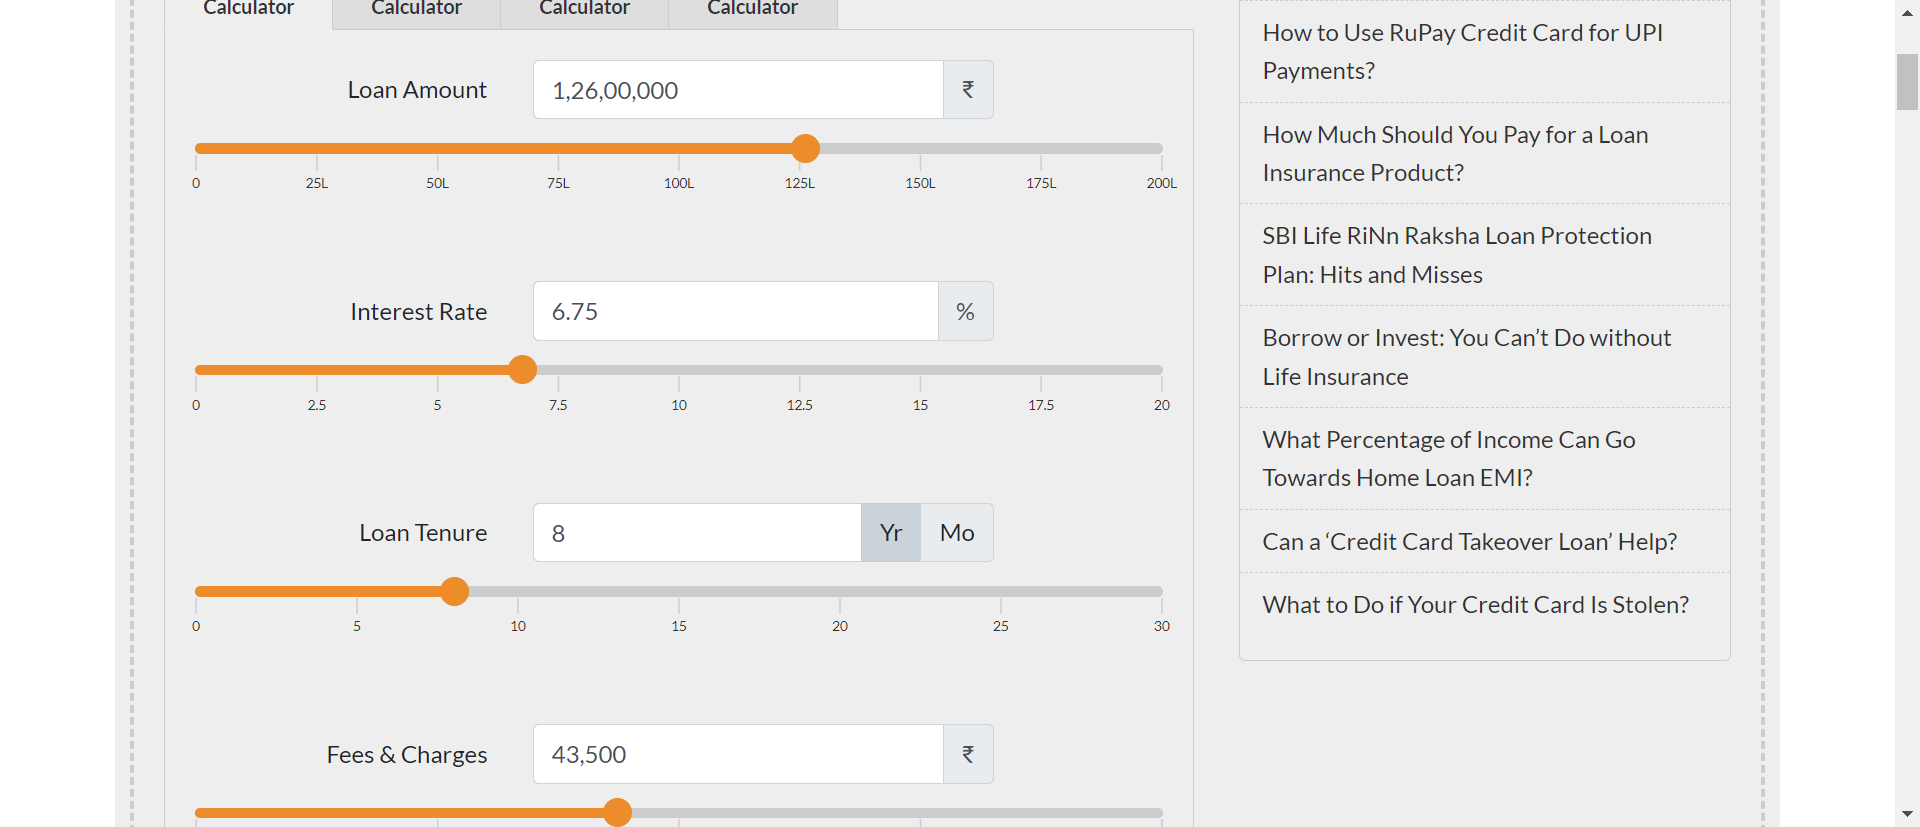 Calculator Calculator Calculator Calculator
Loan Amount 1,26,00,000 ₹
0 25L 50L 75L 100L 125L 150L 175L 200L
Interest Rate 6.75 %
0 2.5 5 7.5 10 12.5 15 17.5 20
Loan Tenure 8 Yr Mo
0 5 10 15 20 25 30
Fees & Charges 43,500 ₹
How to Use RuPay Credit Card for UPI
Payments?
How Much Should You Pay for a Loan
Insurance Product?
SBI Life RiNn Raksha Loan Protection
Plan: Hits and Misses
Borrow or Invest: You Can’t Do without
Life Insurance
What Percentage of Income Can Go
Towards Home Loan EMI?
Can a ‘Credit Card Takeover Loan’ Help?
What to Do if Your Credit Card Is Stolen?